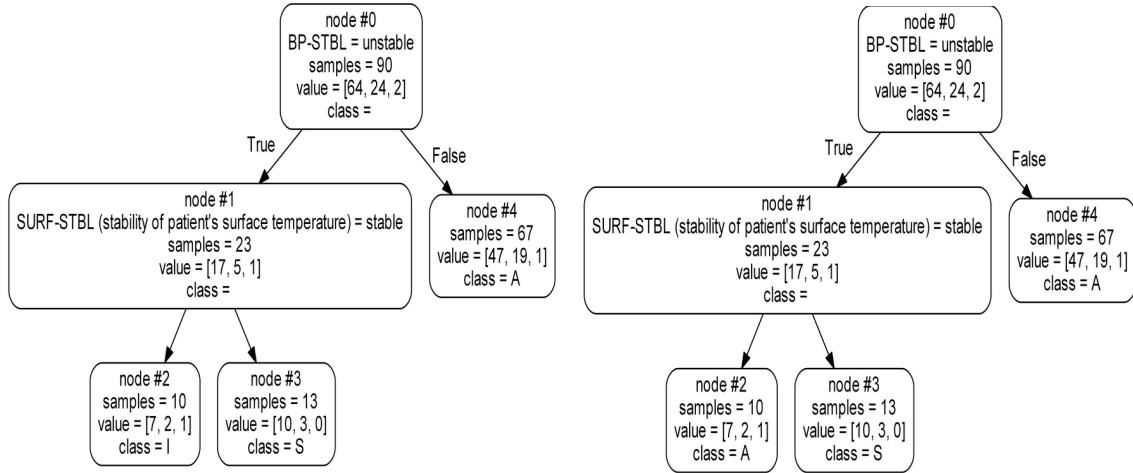 node #0
BP-STBL = unstable
samples = 90
value = [64, 24, 2]
class =
True
False
node #1
SURF-STBL (stability of patient's surface temperature) = stable
samples = 23
value = [17, 5, 1]
class =
node #4
samples = 67
value = [47, 19, 1]
class = A
node #2
samples = 10
value = [7, 2, 1]
class = I
node #3
samples = 13
value = [10, 3, 0]
class = S
node #0
BP-STBL = unstable
samples = 90
value = [64, 24, 2]
class =
True
False
node #1
SURF-STBL (stability of patient's surface temperature) = stable
samples = 23
value = [17, 5, 1]
class =
node #4
samples = 67
value = [47, 19, 1]
class = A
node #2
samples = 10
value = [7, 2, 1]
class = A
node #3
samples = 13
value = [10, 3, 0]
class = S